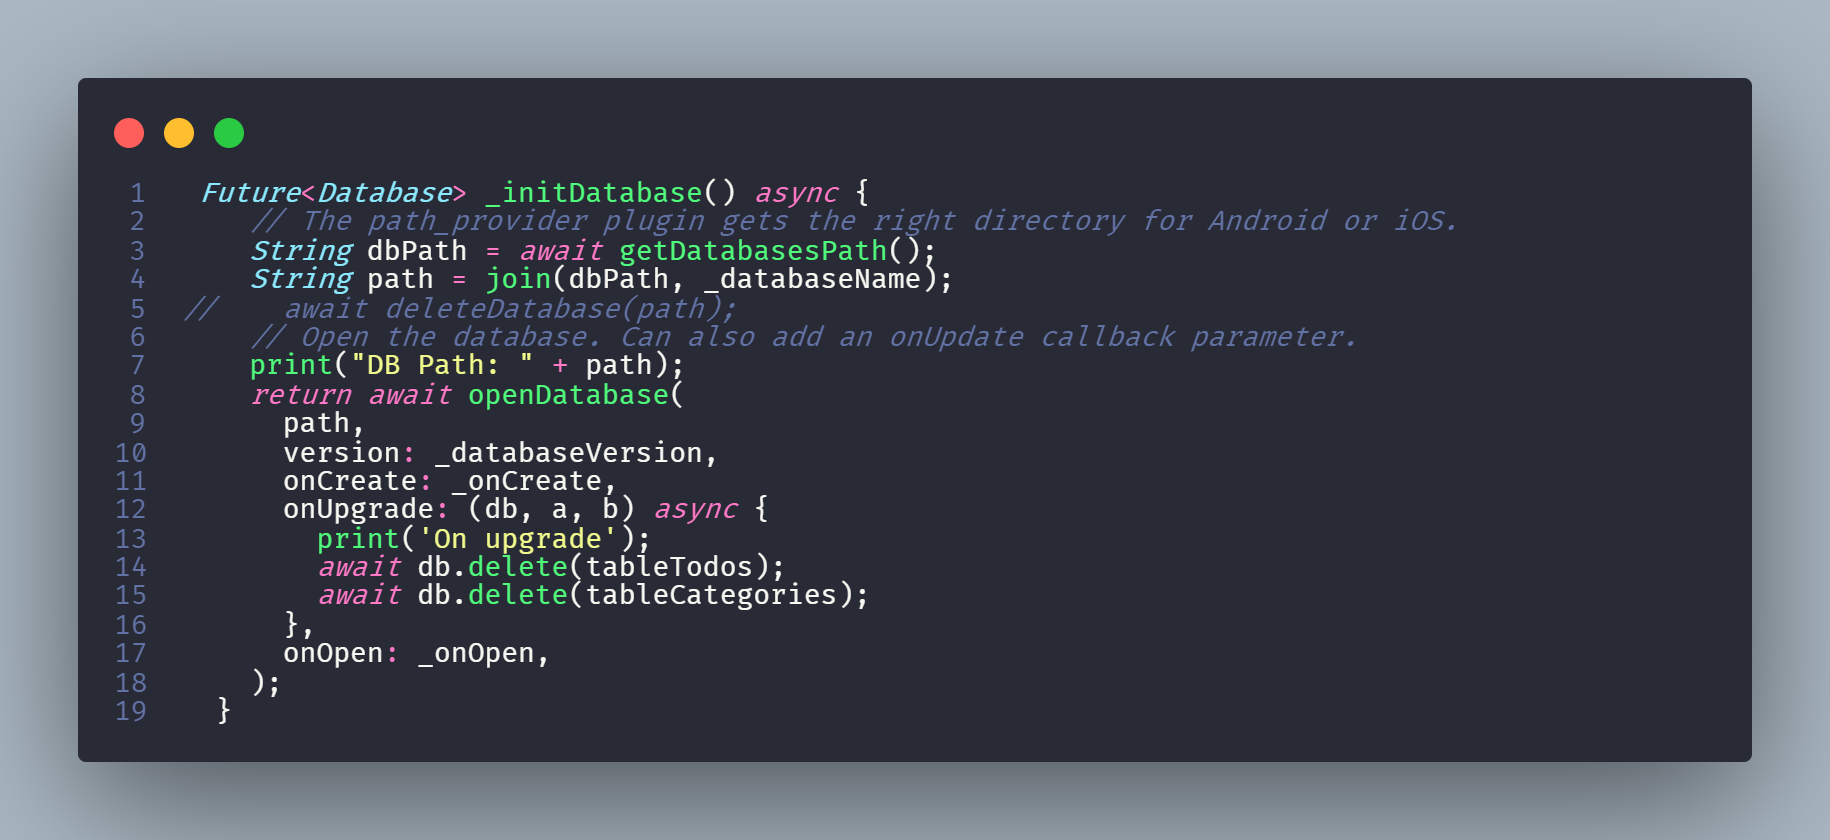 1 Future<Database> _initDatabase() async {
2 // The path_provider plugin gets the right directory for Android or iOS.
3 String dbPath = await getDatabasesPath();
4 String path = join(dbPath, _databaseName);
5 //    await deleteDatabase(path);
6 // Open the database. Can also add an onUpdate callback parameter.
7 print("DB Path: " + path);
8 return await openDatabase(
9 path,
10 version: _databaseVersion,
11 onCreate: _onCreate,
12 onUpgrade: (db, a, b) async {
13 print('On upgrade');
14 await db.delete(tableTodos);
15 await db.delete(tableCategories);
16 },
17 onOpen: _onOpen,
18 );
19 }